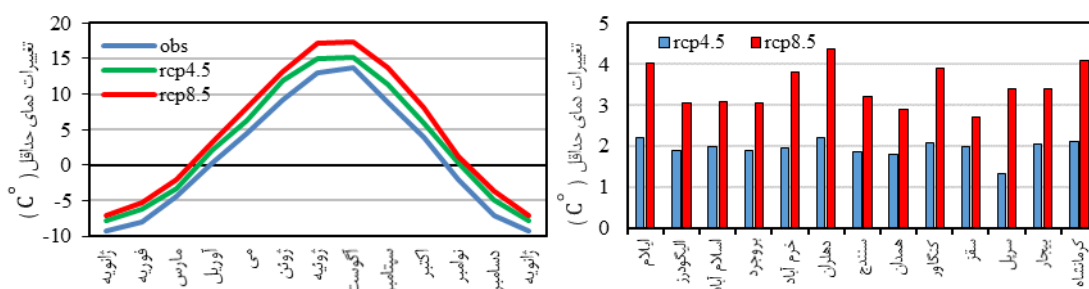 تغییرات دمای حداقل ( C° )
20
15
10
5
0
-5
-10
obs
rcp4.5
rcp8.5
ژانویه
فوریه
مارس
آوریل
می
ژوئن
ژوئیه
آگوست
سپتامبر
اکتبر
نوامبر
دسامبر
ژانویه
تغییرات دمای حداقل ( C° )
5
4
3
2
1
0
rcp4.5 rcp8.5
ایلام
الیگودرز
اسلام آباد
بروجرد
خرم آباد
دهلران
سنندج
همدان
کنگاور
سقز
سرپل
بیجار
کرمانشاه